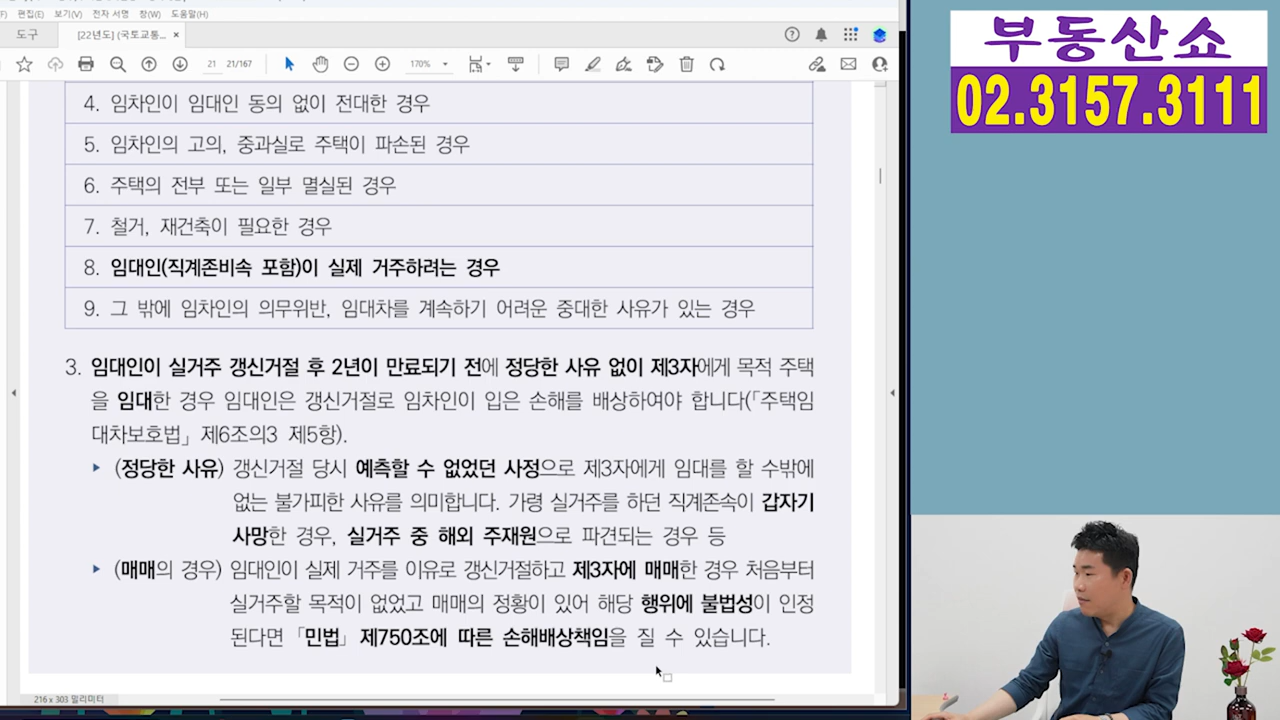 편집(E) 보기(V) 전자 서명 창(W) 도움말(H)
도구
[22년도] (국토교통... ×
21 21/167
170%
4. 임차인이 임대인 동의 없이 전대한 경우
5. 임차인의 고의, 중과실로 주택이 파손된 경우
6. 주택의 전부 또는 일부 멸실된 경우
7. 철거, 재건축이 필요한 경우
8. 임대인(직계존비속 포함)이 실제 거주하려는 경우
9. 그 밖에 임차인의 의무위반, 임대차를 계속하기 어려운 중대한 사유가 있는 경우
3. 임대인이 실거주 갱신거절 후 2년이 만료되기 전에 정당한 사유 없이 제3자에게 목적 주택
을 임대한 경우 임대인은 갱신거절로 임차인이 입은 손해를 배상하여야 합니다(「주택임
대차보호법」 제6조의3 제5항).
▸ (정당한 사유) 갱신거절 당시 예측할 수 없었던 사정으로 제3자에게 임대를 할 수밖에
없는 불가피한 사유를 의미합니다. 가령 실거주를 하던 직계존속이 갑자기
사망한 경우, 실거주 중 해외 주재원으로 파견되는 경우 등
▸ (매매의 경우) 임대인이 실제 거주를 이유로 갱신거절하고 제3자에 매매한 경우 처음부터
실거주할 목적이 없었고 매매의 정황이 있어 해당 행위에 불법성이 인정
된다면 「민법」 제750조에 따른 손해배상책임을 질 수 있습니다.
216 x 303 밀리미터
부동산쇼
02.3157.3111